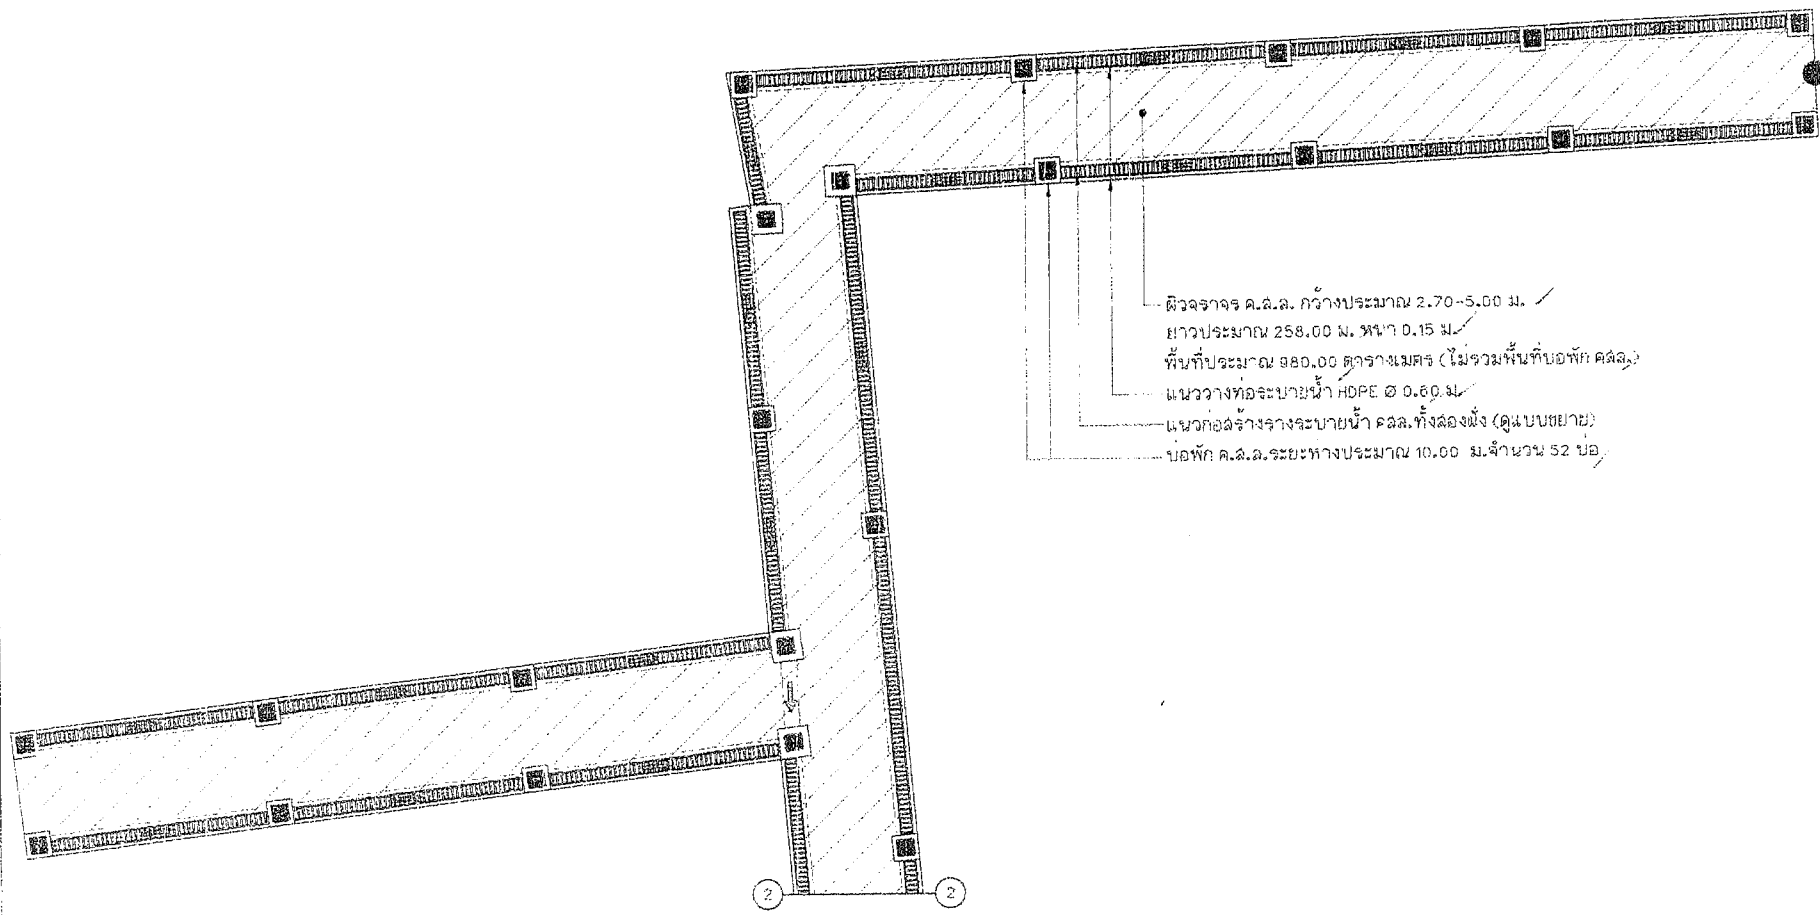 ผิวจราจร ค.ส.ล. กว้างประมาณ 2.70-5.00 ม.
ยาวประมาณ 258.00 ม. หนา 0.15 ม.
พื้นที่ประมาณ 980.00 ตารางเมตร (ไม่รวมพื้นที่บ่อพัก คสล.)
แนววางท่อระบายน้ำ HDPE Ø 0.60 ม.
แนวก่อสร้างรางระบายน้ำ คสล.ทั้งสองฝั่ง (ดูแบบขยาย)
บ่อพัก ค.ส.ล.ระยะห่างประมาณ 10.00 ม.จำนวน 52 บ่อ
2 2